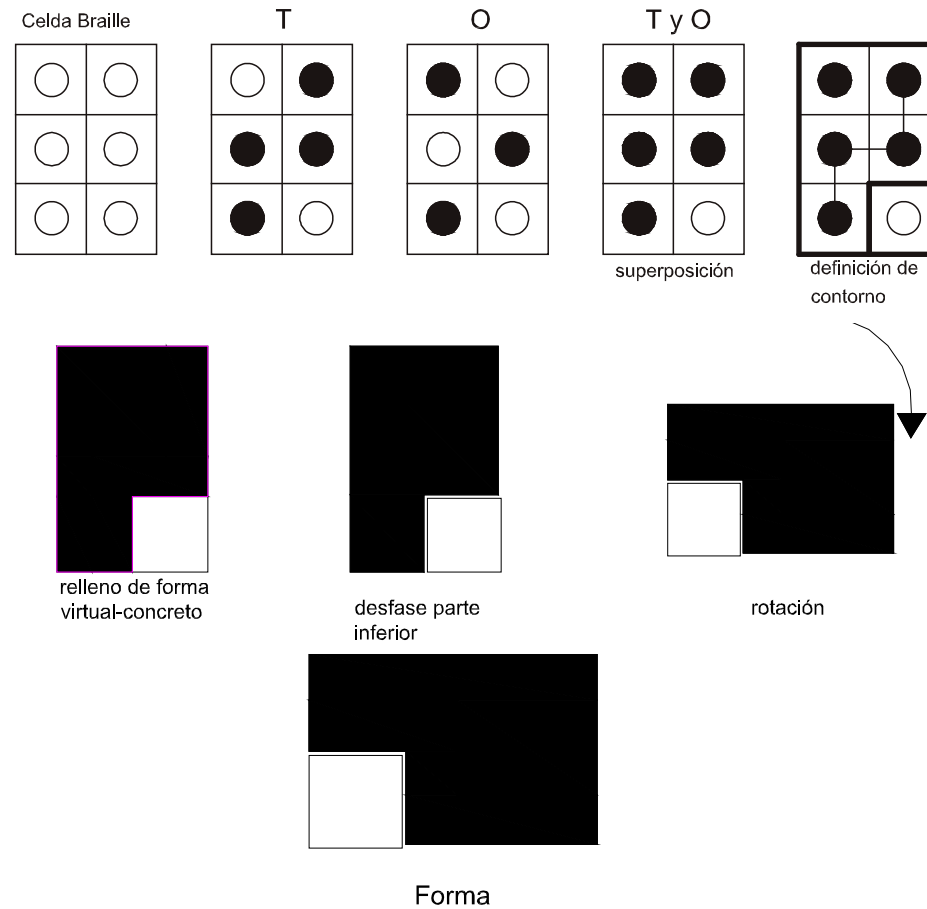 Celda Braille
T
O
T y O
superposición
definición de
contorno
relleno de forma
virtual-concreto
desfase parte
inferior
rotación
Forma